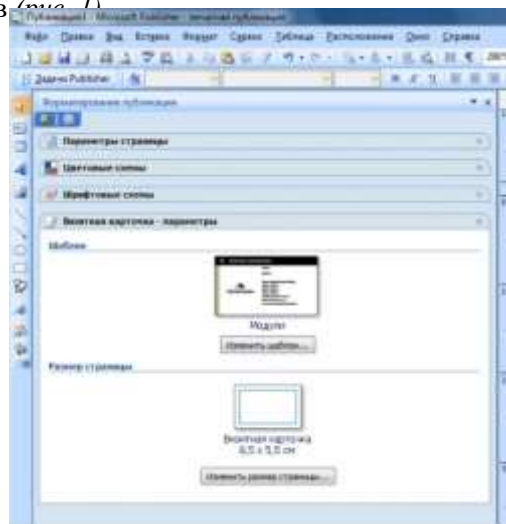 в (рис. 1)
Публикация1 - Microsoft Publisher - печатная публикация
Файл Правка Вид Вставка Формат Сервис Таблица Расположение Окно Справка
Задачи Publisher
Форматирование публикации
Параметры страницы
Цветовые схемы
Шрифтовые схемы
Визитная карточка - параметры
Шаблон
Модули
Изменить шаблон...
Размер страницы
Визитная карточка
8,5 x 5,5 см
Изменить размер страницы...